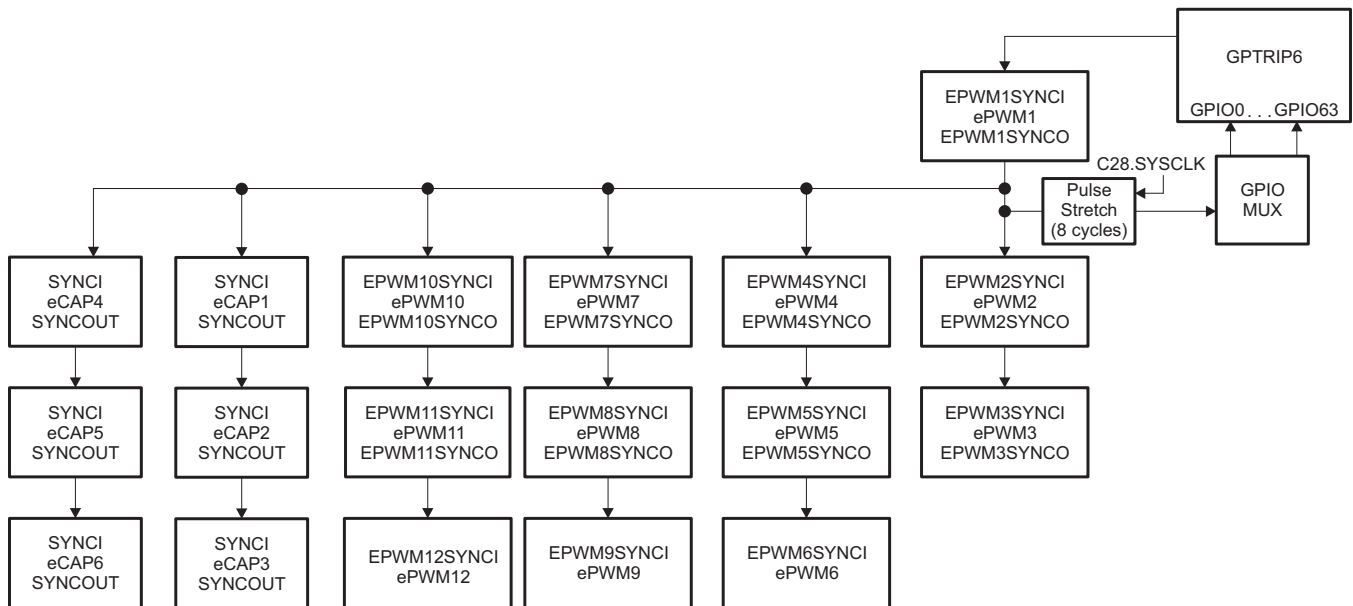 GPTRIP6
GPIO0 . . . GPIO63
EPWM1SYNCI
ePWM1
EPWM1SYNCO
C28.SYSCLK
Pulse
Stretch
(8 cycles)
GPIO
MUX
SYNCI
eCAP4
SYNCOUT
SYNCI
eCAP1
SYNCOUT
EPWM10SYNCI
ePWM10
EPWM10SYNCO
EPWM7SYNCI
ePWM7
EPWM7SYNCO
EPWM4SYNCI
ePWM4
EPWM4SYNCO
EPWM2SYNCI
ePWM2
EPWM2SYNCO
SYNCI
eCAP5
SYNCOUT
SYNCI
eCAP2
SYNCOUT
EPWM11SYNCI
ePWM11
EPWM11SYNCO
EPWM8SYNCI
ePWM8
EPWM8SYNCO
EPWM5SYNCI
ePWM5
EPWM5SYNCO
EPWM3SYNCI
ePWM3
EPWM3SYNCO
SYNCI
eCAP6
SYNCOUT
SYNCI
eCAP3
SYNCOUT
EPWM12SYNCI
ePWM12
EPWM9SYNCI
ePWM9
EPWM6SYNCI
ePWM6